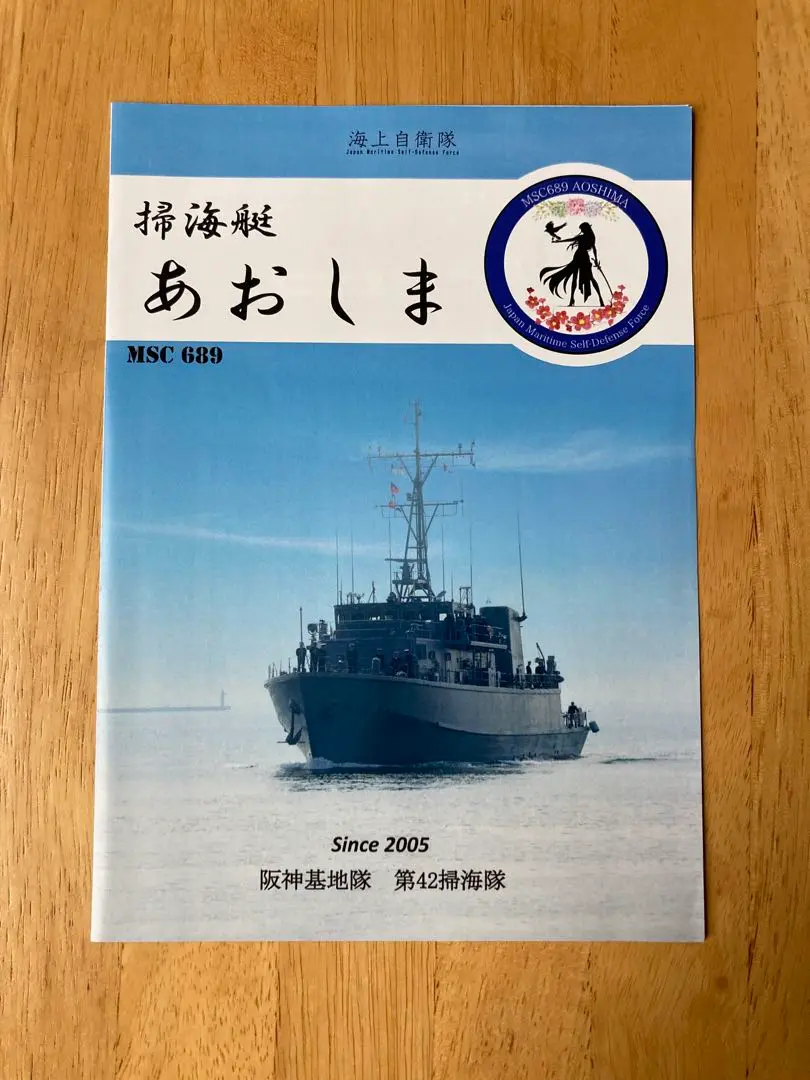 海上自衛隊
Japan Maritime Self-Defense Force
掃海艇
あおしま
MSC689 AOSHIMA
Japan Maritime Self-Defense Force
MSC 689
Since 2005
阪神基地隊　第42掃海隊